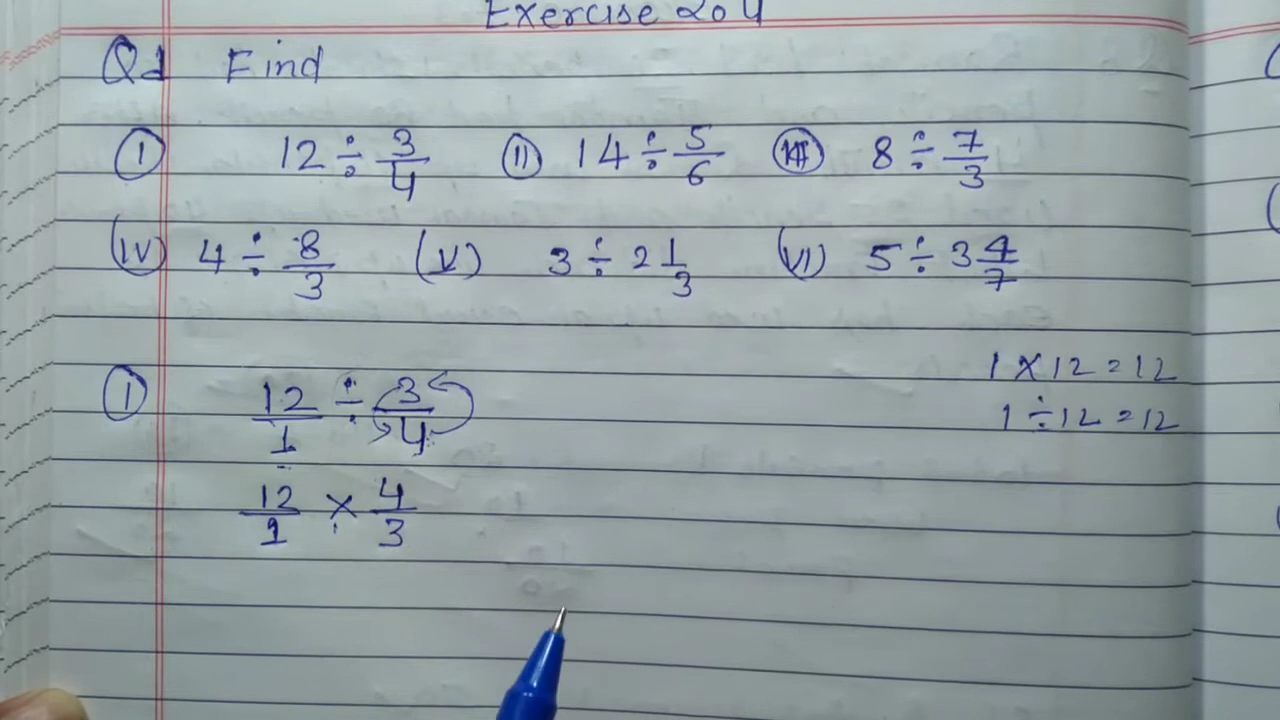 Exercise 2.4
Q1 Find
(I) 12 ÷ 3/4 (II) 14 ÷ 5/6 (III) 8 ÷ 7/3
(IV) 4 ÷ 8/3 (V) 3 ÷ 2 1/3 (VI) 5 ÷ 3 4/7
(I) 12/1 ÷ 3/4
12/1 × 4/3
1 × 12 = 12
1 ÷ 12 = 12